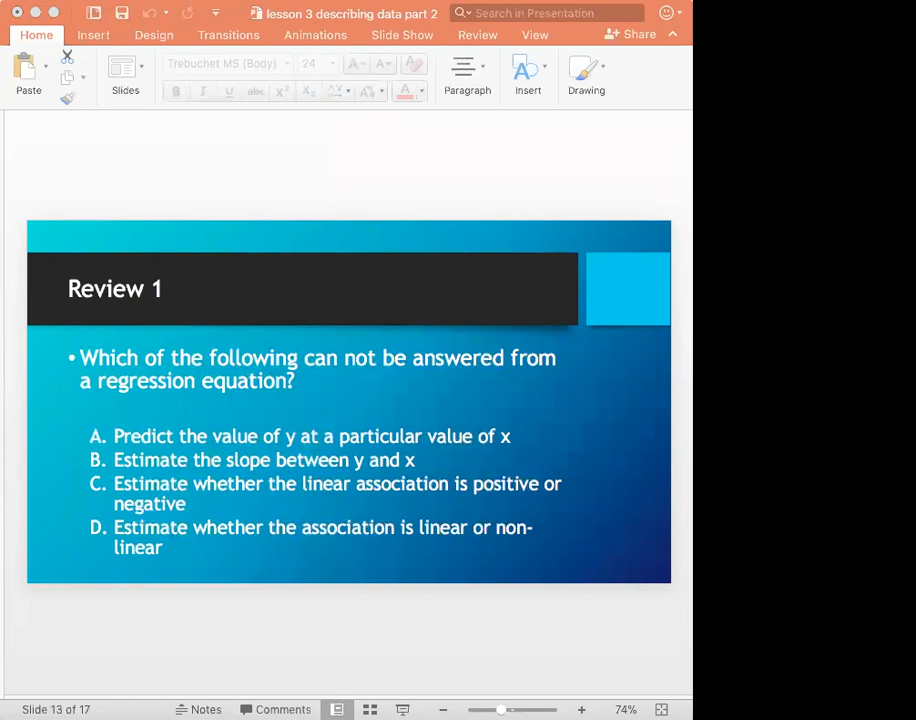 lesson 3 describing data part 2
Search in Presentation
Home Insert Design Transitions Animations Slide Show Review View Share
Trebuchet MS (Body) 24 A A
Paste Slides B I U abc X² X₂ AV A Paragraph Insert Drawing
Review 1
• Which of the following can not be answered from
a regression equation?
A. Predict the value of y at a particular value of x
B. Estimate the slope between y and x
C. Estimate whether the linear association is positive or
negative
D. Estimate whether the association is linear or non-
linear
Slide 13 of 17 Notes Comments 74%